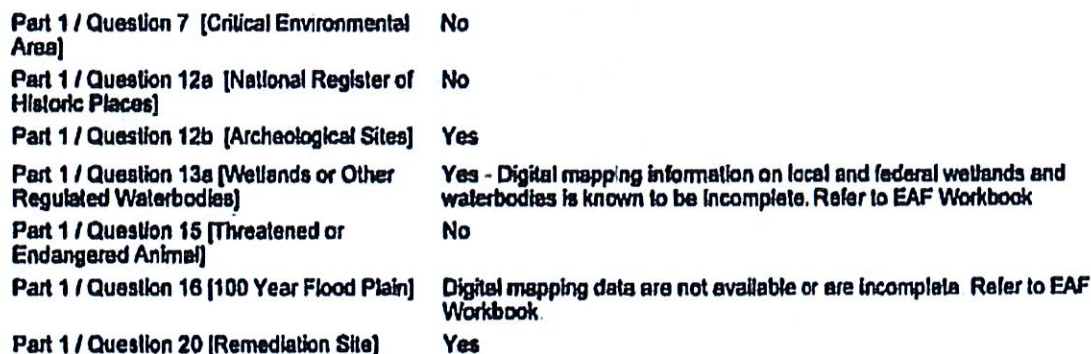 Part 1 / Question 7 [Critical Environmental Area] No
Part 1 / Question 12a [National Register of Historic Places] No
Part 1 / Question 12b [Archeological Sites] Yes
Part 1 / Question 13a [Wetlands or Other Regulated Waterbodies] Yes - Digital mapping information on local and federal wetlands and waterbodies is known to be incomplete. Refer to EAF Workbook
Part 1 / Question 15 [Threatened or Endangered Animal] No
Part 1 / Question 16 [100 Year Flood Plain] Digital mapping data are not available or are incomplete. Refer to EAF Workbook.
Part 1 / Question 20 [Remediation Site] Yes